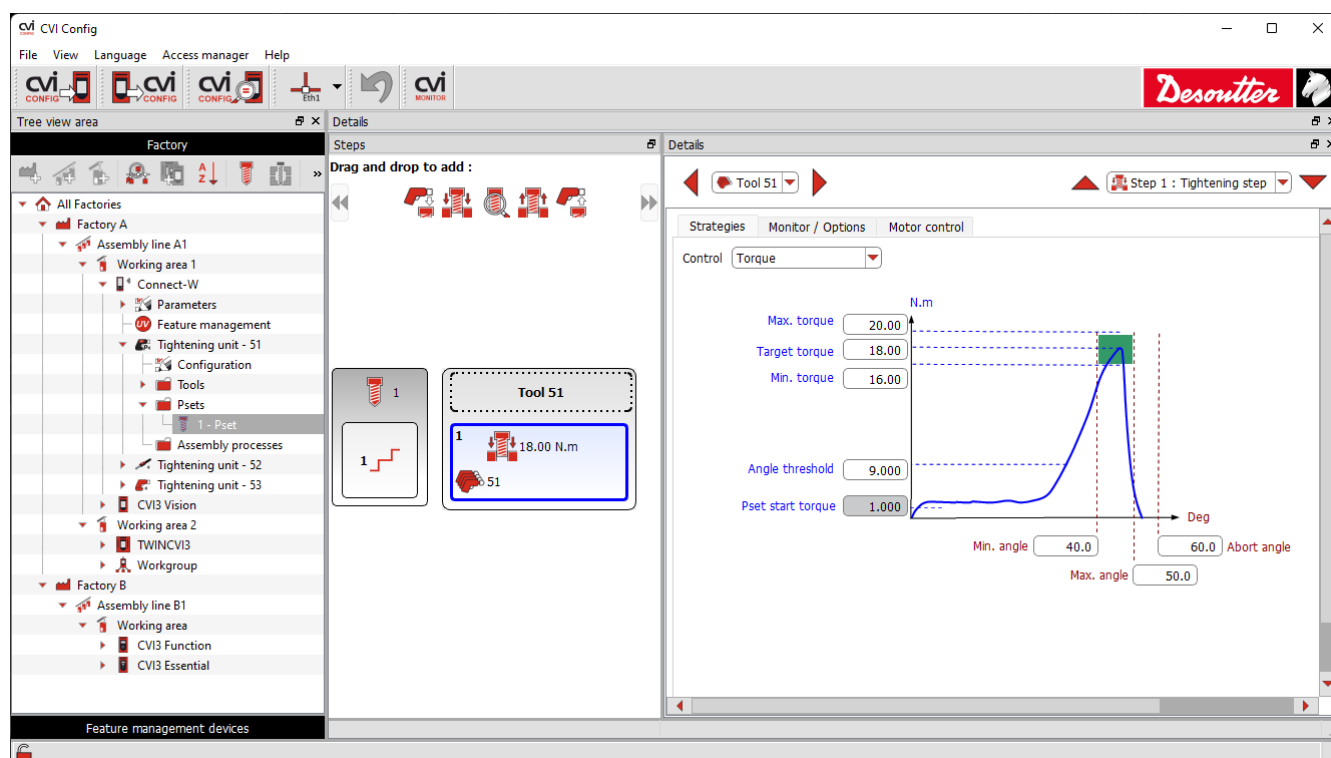 CVI Config
File View Language Access manager Help
CVI CONFIG
CVI CONFIG
CVI CONFIG
Eth1
CVI MONITOR
Desoutter
Tree view area
Details
Factory
Steps
Details
Drag and drop to add :
»
Tool 51
Step 1 : Tightening step
All Factories
Factory A
Assembly line A1
Working area 1
Connect-W
Parameters
UV Feature management
Tightening unit - 51
Configuration
Tools
Psets
1 - Pset
Assembly processes
Tightening unit - 52
Tightening unit - 53
CVI3 Vision
Working area 2
TWINCVI3
Workgroup
Factory B
Assembly line B1
Working area
CVI3 Function
CVI3 Essential
Feature management devices
1
1
Tool 51
1
18.00 N.m
51
Strategies Monitor / Options Motor control
Control Torque
N.m
Max. torque 20.00
Target torque 18.00
Min. torque 16.00
Angle threshold 9.000
Pset start torque 1.000
Deg
Min. angle 40.0
60.0 Abort angle
Max. angle 50.0